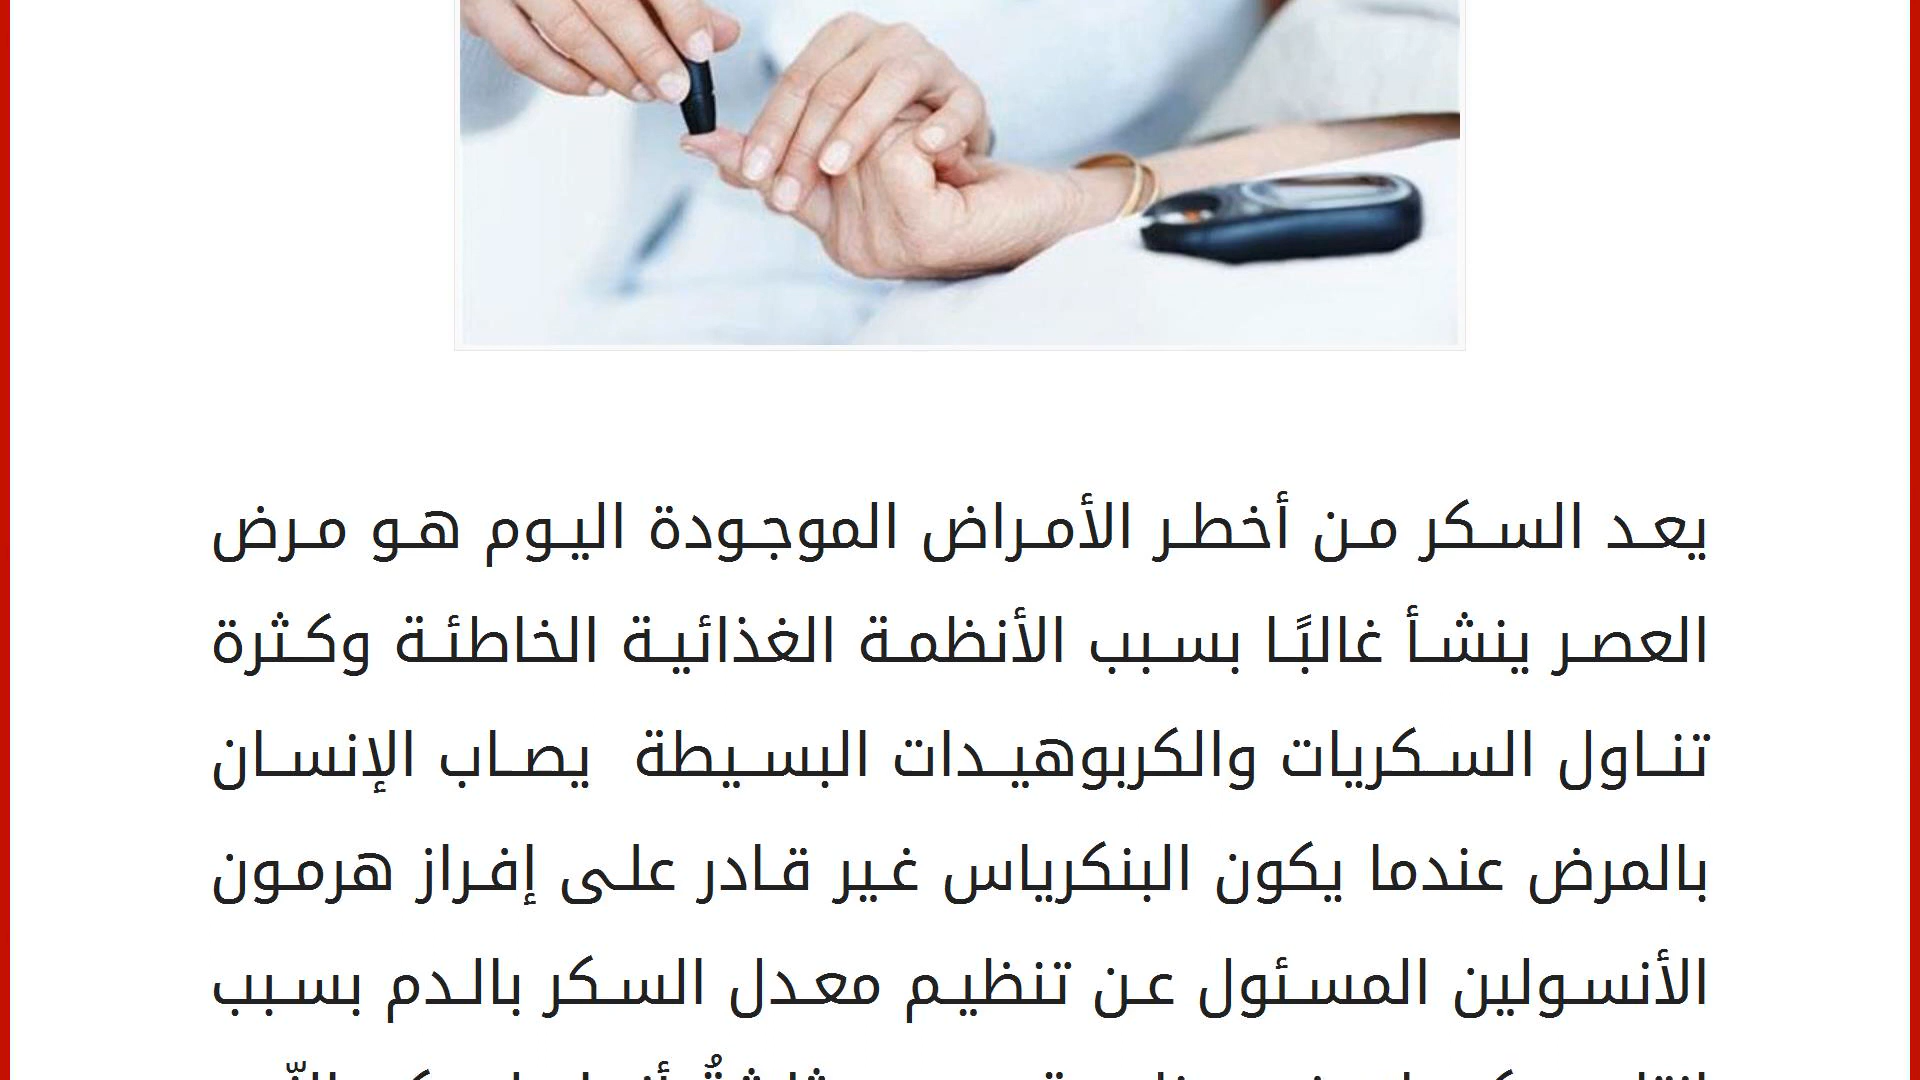 يعد السكر من أخطر الأمراض الموجودة اليوم هو مرض
العصر ينشأ غالبًا بسبب الأنظمة الغذائية الخاطئة وكثرة
تناول السكريات والكربوهيدات البسيطة  يصاب الإنسان
بالمرض عندما يكون البنكرياس غير قادر على إفراز هرمون
الأنسولين المسئول عن تنظيم معدل السكر بالدم بسبب